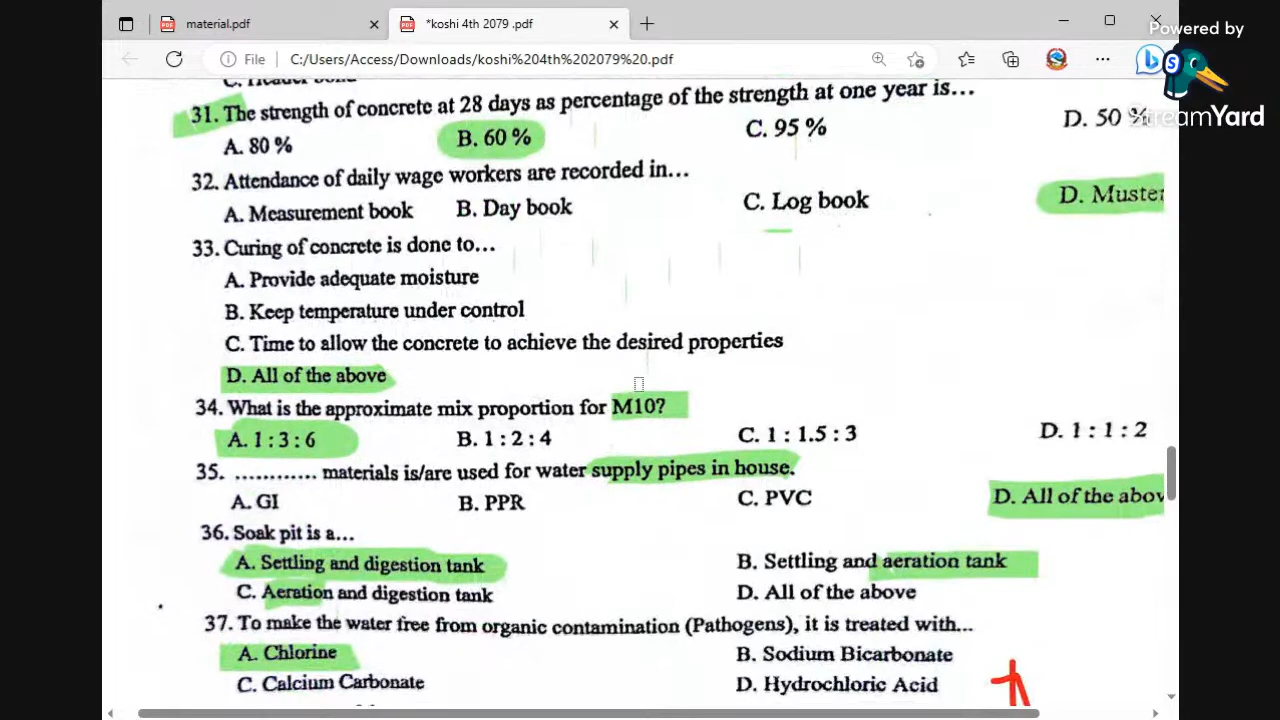 material.pdf
*koshi 4th 2079 .pdf
Powered by
File
C:/Users/Access/Downloads/koshi%204th%202079%20.pdf
StreamYard
C. Header bond
31. The strength of concrete at 28 days as percentage of the strength at one year is...
A. 80 % B. 60 % C. 95 % D. 50 %
32. Attendance of daily wage workers are recorded in...
A. Measurement book B. Day book C. Log book D. Muster
33. Curing of concrete is done to...
A. Provide adequate moisture
B. Keep temperature under control
C. Time to allow the concrete to achieve the desired properties
D. All of the above
34. What is the approximate mix proportion for M10?
A. 1 : 3 : 6 B. 1 : 2 : 4 C. 1 : 1.5 : 3 D. 1 : 1 : 2
35. ............ materials is/are used for water supply pipes in house.
A. GI B. PPR C. PVC D. All of the abov
36. Soak pit is a...
A. Settling and digestion tank B. Settling and aeration tank
C. Aeration and digestion tank D. All of the above
37. To make the water free from organic contamination (Pathogens), it is treated with...
A. Chlorine B. Sodium Bicarbonate
C. Calcium Carbonate D. Hydrochloric Acid